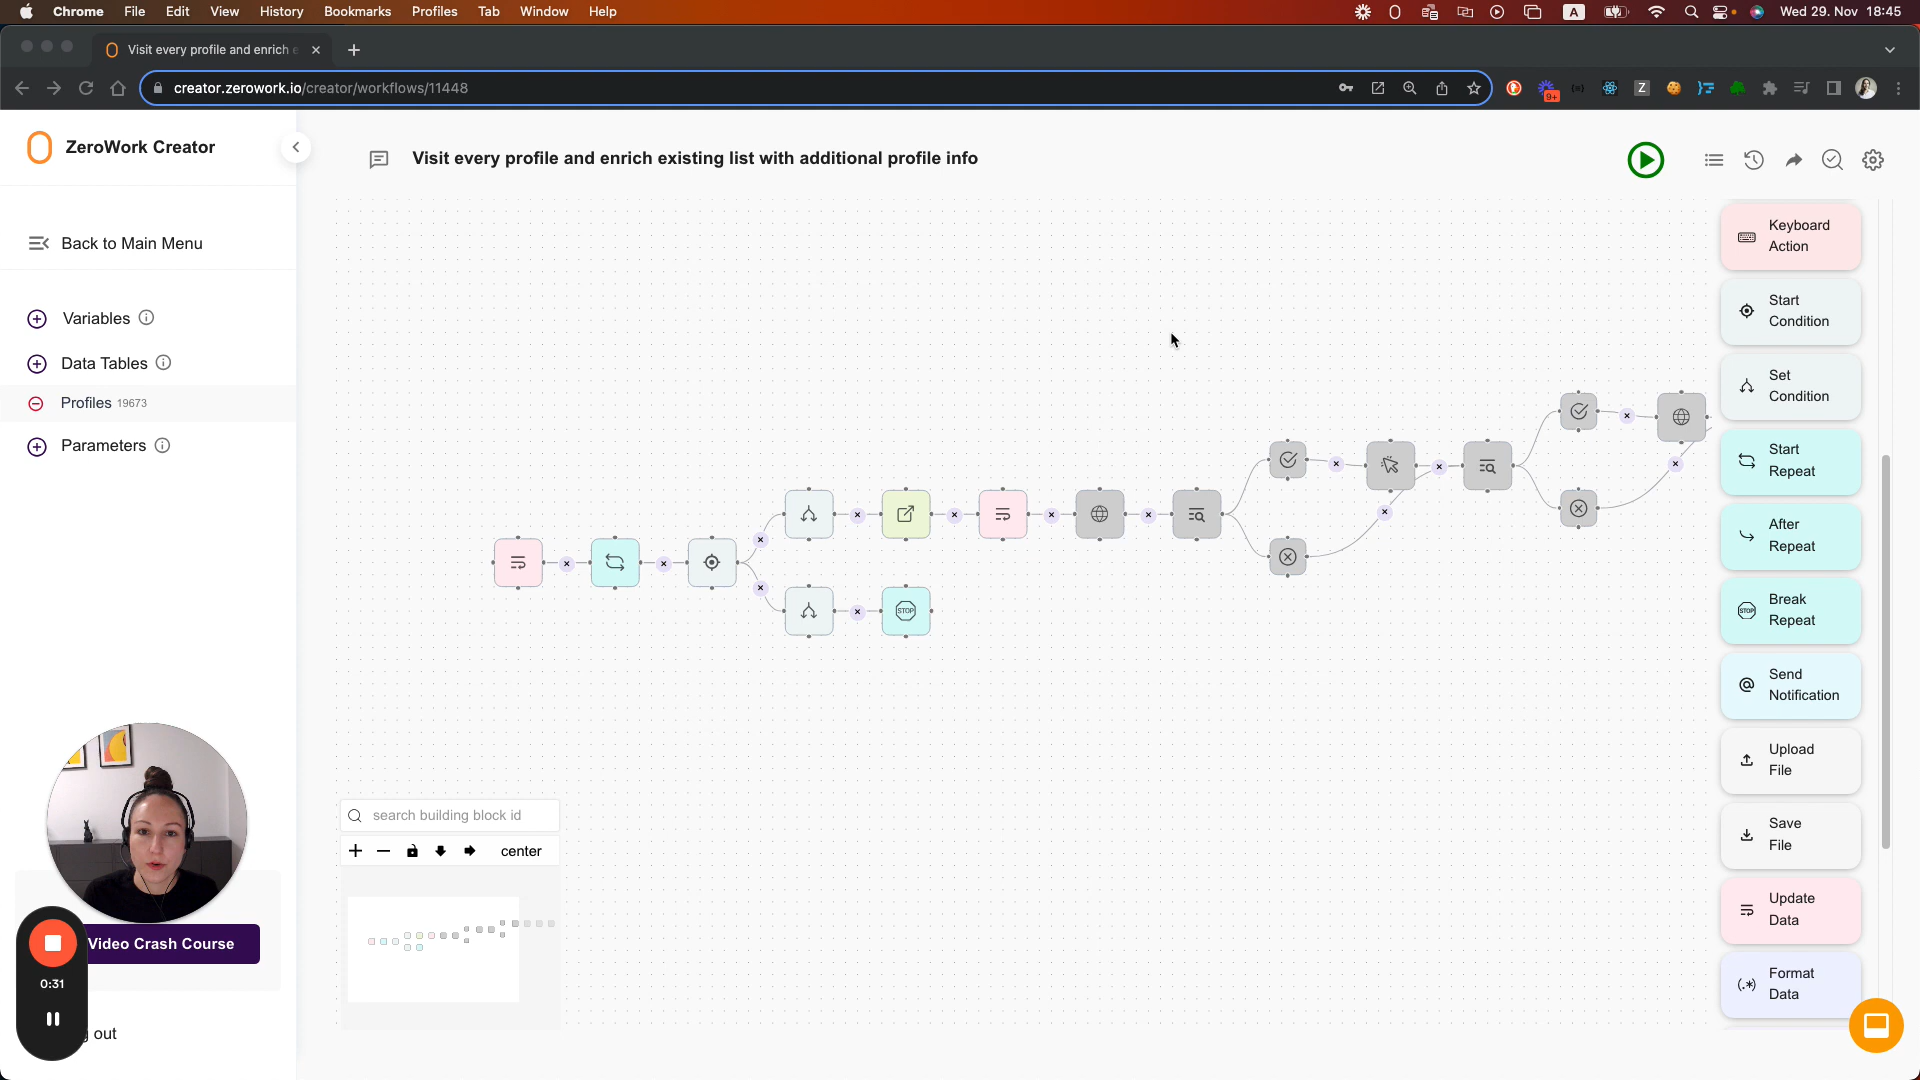 Chrome File Edit View History Bookmarks Profiles Tab Window Help
A
Wed 29. Nov 18:45
Visit every profile and enrich e
creator.zerowork.io/creator/workflows/11448
9+
Z
ZeroWork Creator
Visit every profile and enrich existing list with additional profile info
Back to Main Menu
Variables
Data Tables
Profiles 19673
Parameters
Keyboard
Action
Start
Condition
Set
Condition
Start
Repeat
After
Repeat
STOP
Break
Repeat
Send
Notification
Upload
File
Save
File
Update
Data
(.*)
Format
Data
STOP
search building block id
center
Video Crash Course
0:31
out